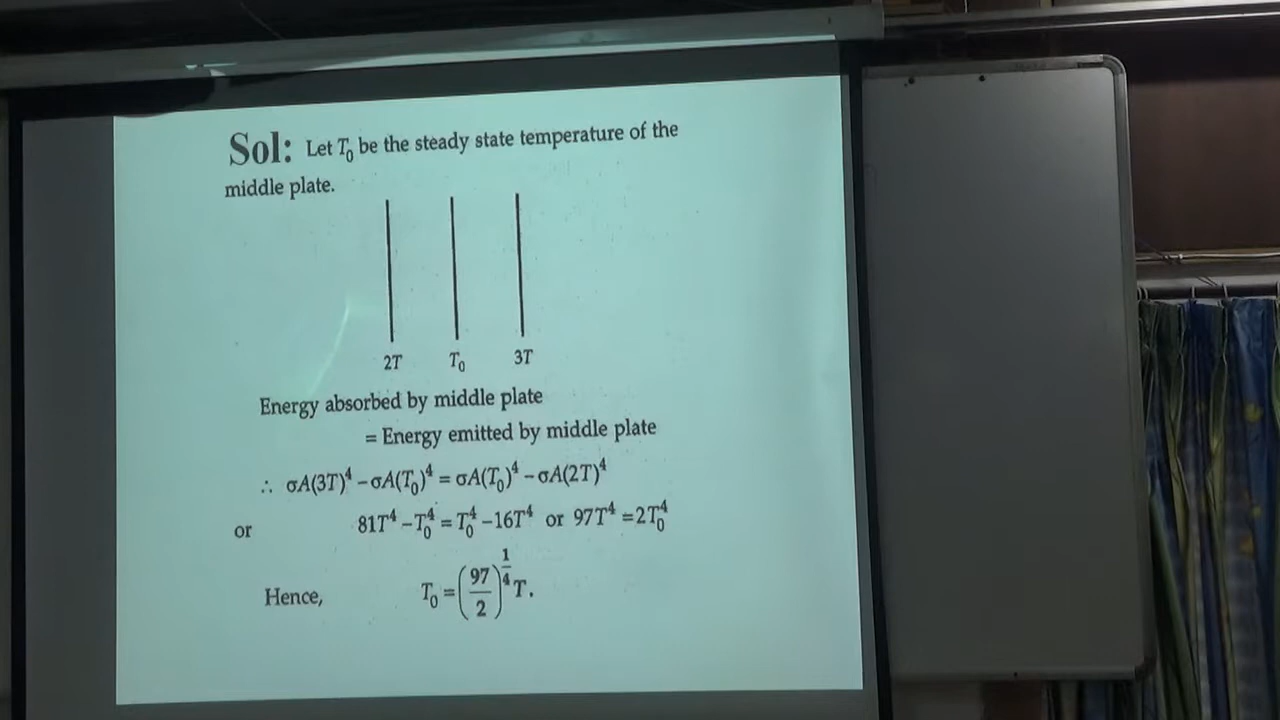 Sol: Let T₀ be the steady state temperature of the
middle plate.
2T T₀ 3T
Energy absorbed by middle plate
= Energy emitted by middle plate
∴ σA(3T)⁴ – σA(T₀)⁴ = σA(T₀)⁴ – σA(2T)⁴
or 81T⁴ – T₀⁴ = T₀⁴ – 16T⁴ or 97T⁴ = 2T₀⁴
Hence, T₀ = (97/2)^(1/4) T.